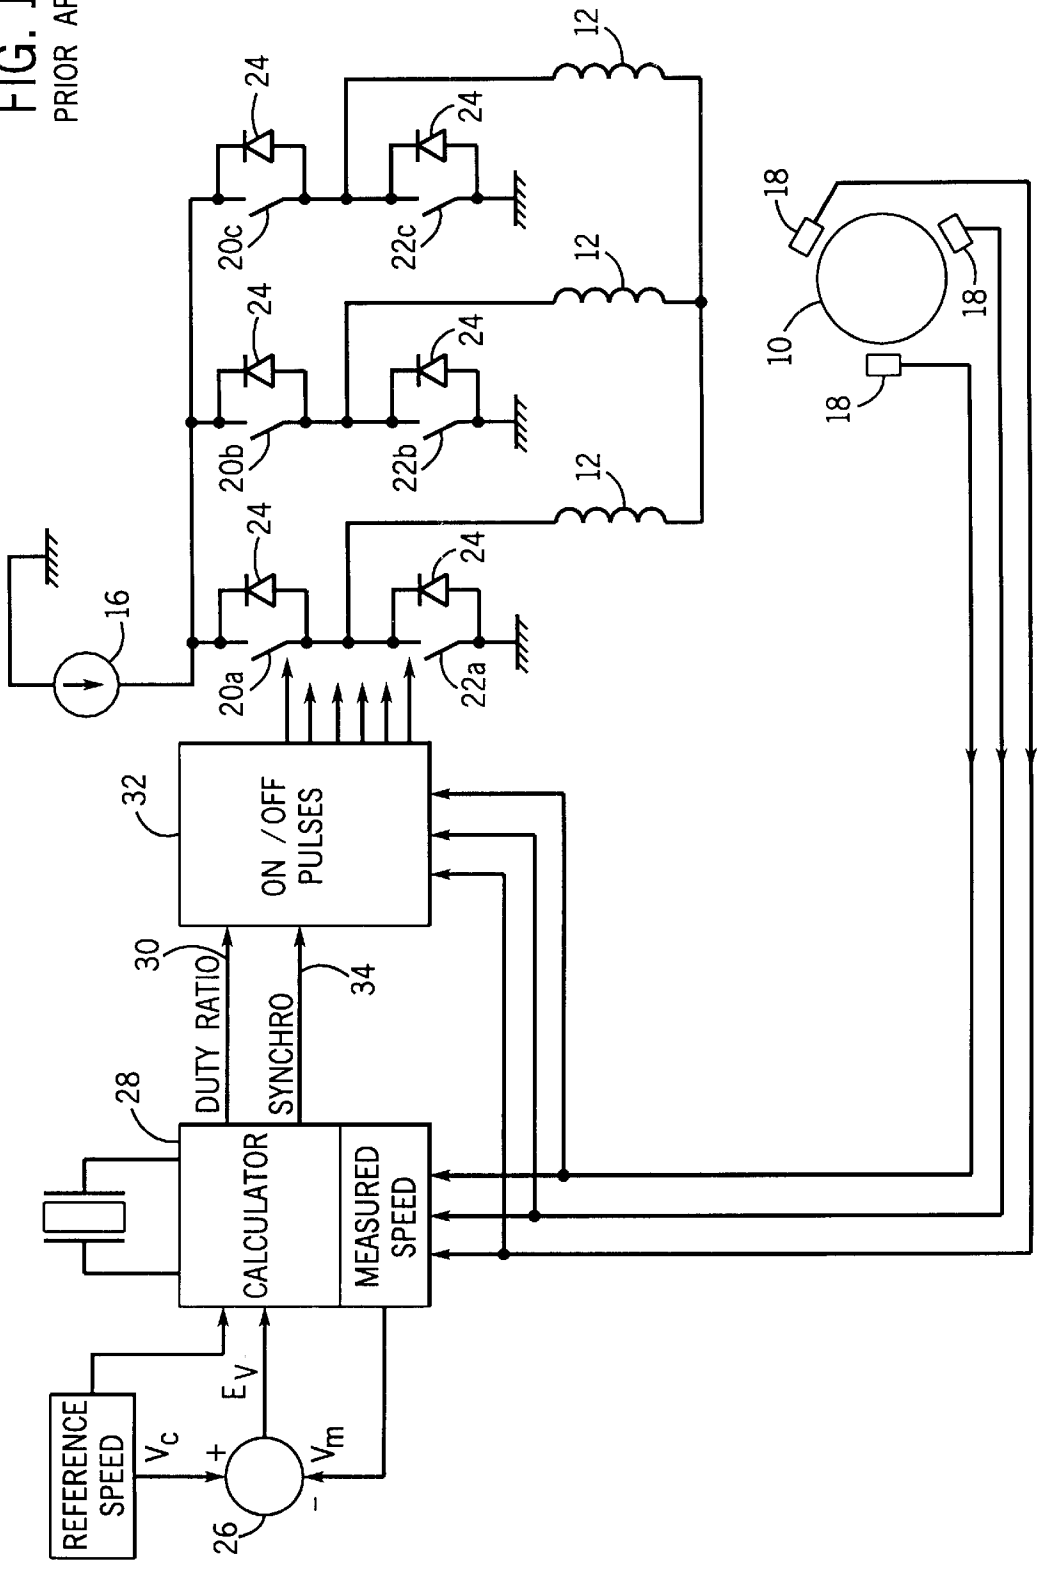 FIG. 1
PRIOR AR
16
24
24
24
20a
20b
20c
24
24
24
22a
22b
22c
12
12
12
32
ON / OFF
PULSES
30
DUTY RATIO
SYNCHRO
34
28
CALCULATOR
MEASURED
SPEED
REFERENCE
SPEED
Vc
+
EV
Vm
-
26
10
18
18
18